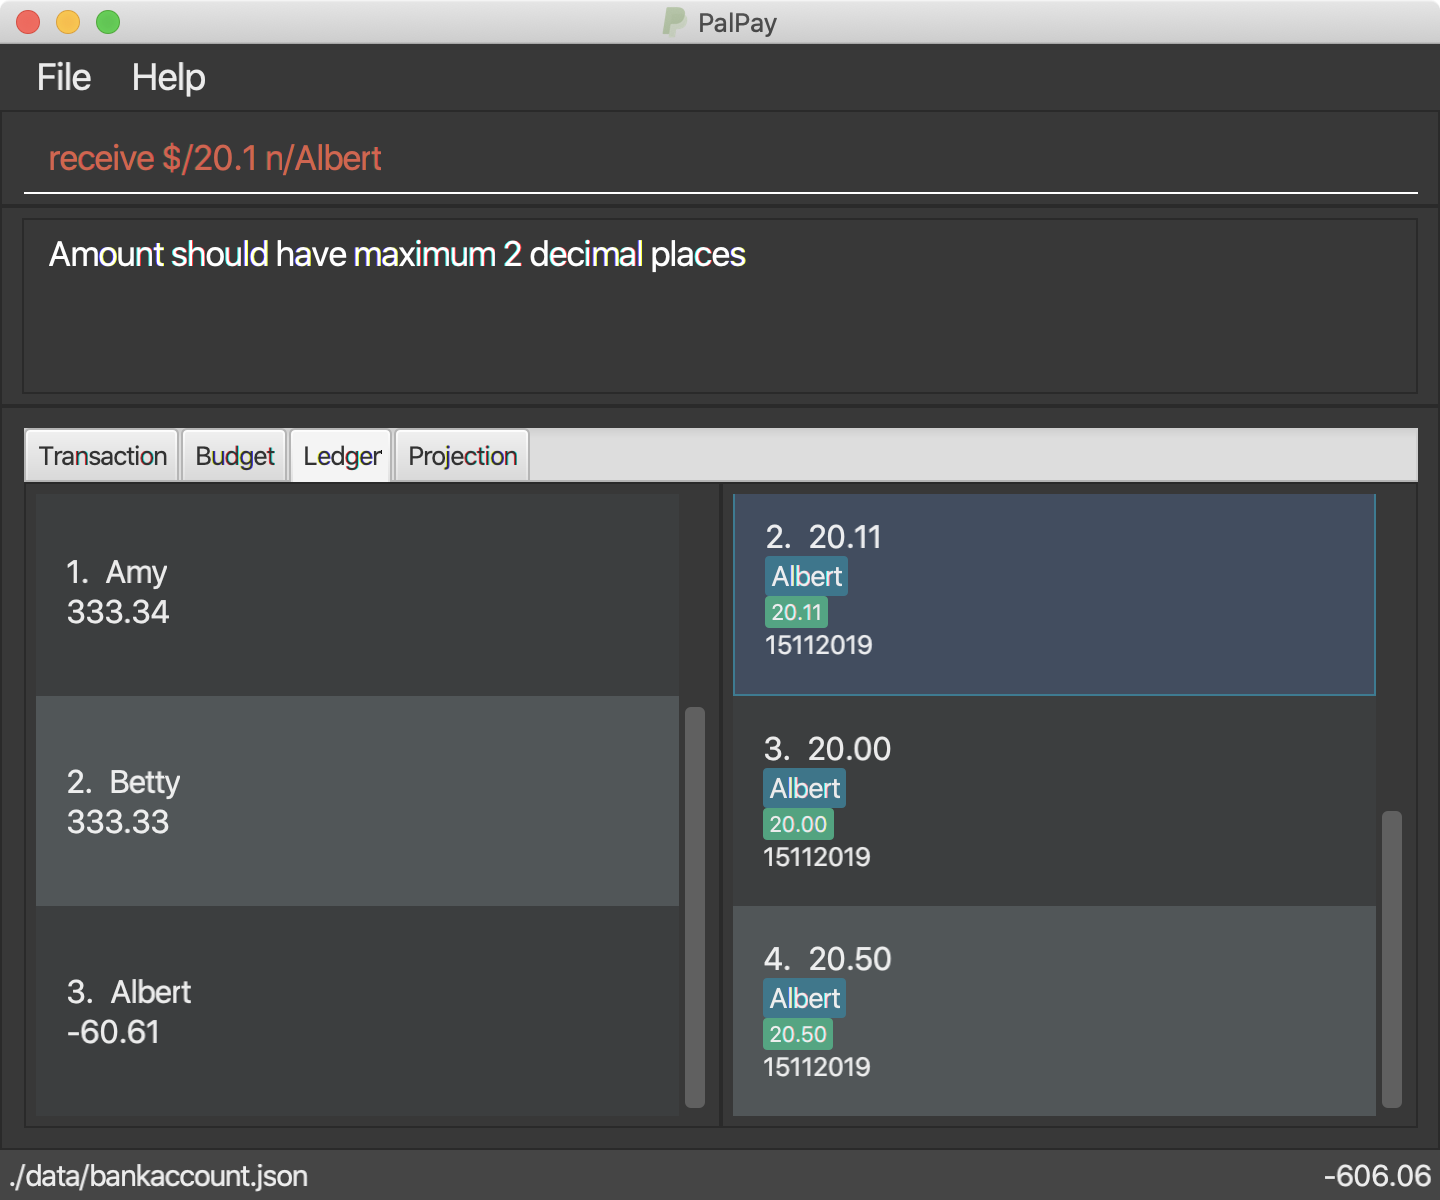 PalPay
File Help
receive $/20.1 n/Albert
Amount should have maximum 2 decimal places
Transaction Budget Ledger Projection
1. Amy
333.34
2. Betty
333.33
3. Albert
-60.61
2. 20.11
Albert
20.11
15112019
3. 20.00
Albert
20.00
15112019
4. 20.50
Albert
20.50
15112019
./data/bankaccount.json
-606.06